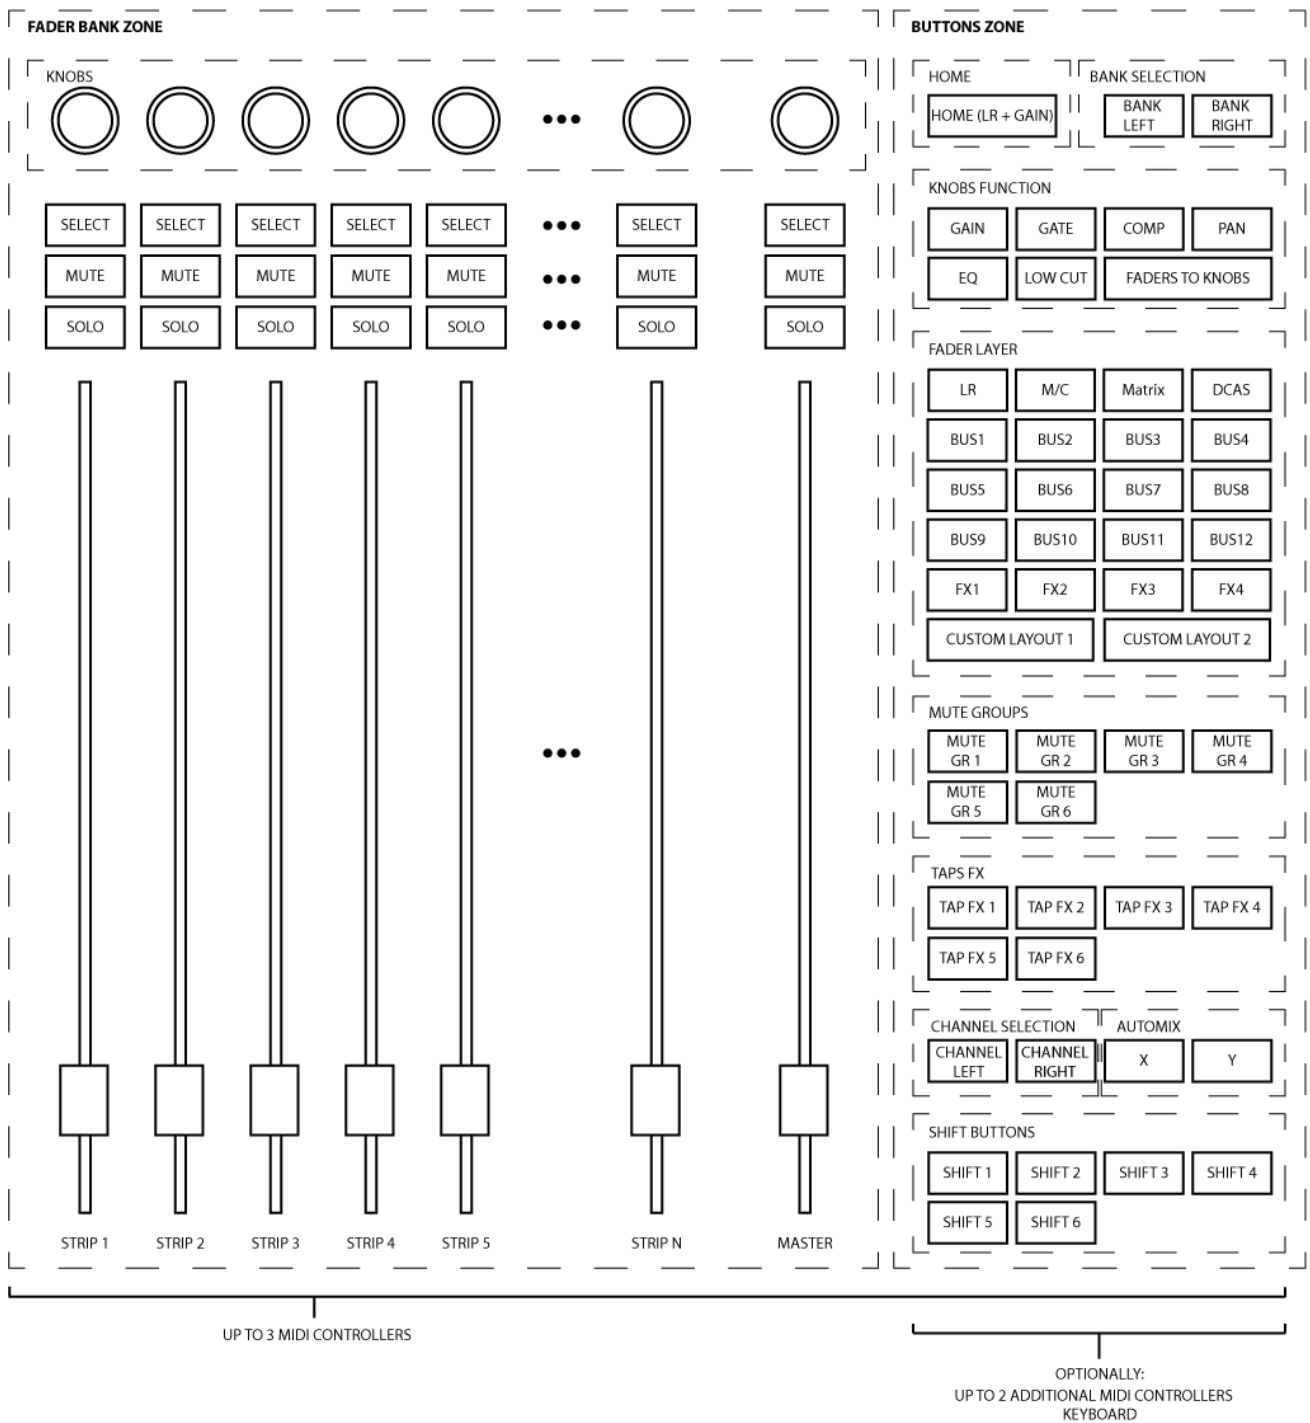 FADER BANK ZONE
KNOBS
SELECT SELECT SELECT SELECT SELECT SELECT SELECT
MUTE MUTE MUTE MUTE MUTE MUTE MUTE
SOLO SOLO SOLO SOLO SOLO SOLO SOLO
STRIP 1 STRIP 2 STRIP 3 STRIP 4 STRIP 5 STRIP N MASTER
BUTTONS ZONE
HOME
HOME (LR + GAIN)
BANK SELECTION
BANK
LEFT
BANK
RIGHT
KNOBS FUNCTION
GAIN GATE COMP PAN
EQ LOW CUT FADERS TO KNOBS
FADER LAYER
LR M/C Matrix DCAS
BUS1 BUS2 BUS3 BUS4
BUS5 BUS6 BUS7 BUS8
BUS9 BUS10 BUS11 BUS12
FX1 FX2 FX3 FX4
CUSTOM LAYOUT 1 CUSTOM LAYOUT 2
MUTE GROUPS
MUTE
GR 1
MUTE
GR 2
MUTE
GR 3
MUTE
GR 4
MUTE
GR 5
MUTE
GR 6
TAPS FX
TAP FX 1 TAP FX 2 TAP FX 3 TAP FX 4
TAP FX 5 TAP FX 6
CHANNEL SELECTION
CHANNEL
LEFT
CHANNEL
RIGHT
AUTOMIX
X Y
SHIFT BUTTONS
SHIFT 1 SHIFT 2 SHIFT 3 SHIFT 4
SHIFT 5 SHIFT 6
UP TO 3 MIDI CONTROLLERS
OPTIONALLY:
UP TO 2 ADDITIONAL MIDI CONTROLLERS
KEYBOARD